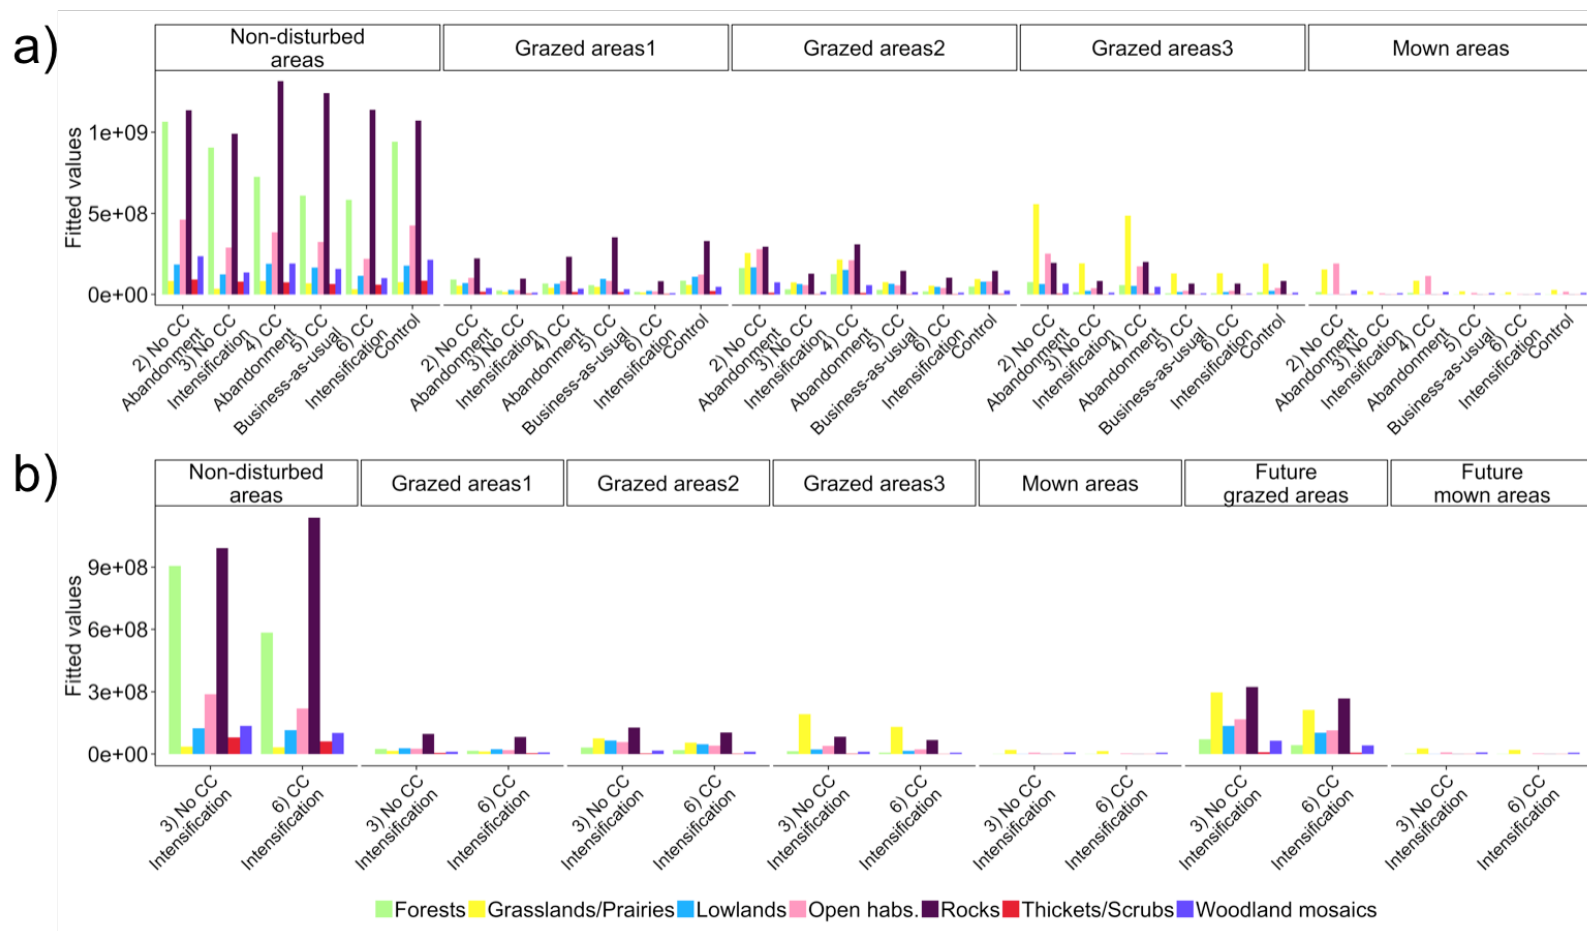 a)
Non-disturbed
areas
Grazed areas1
Grazed areas2
Grazed areas3
Mown areas
Fitted values
1e+09
5e+08
0e+00
2) No CC
Abandonment
3) No CC
Intensification
4) CC
Abandonment
5) CC
Business-as-usual
6) CC
Intensification
Control
2) No CC
Abandonment
3) No CC
Intensification
4) CC
Abandonment
5) CC
Business-as-usual
6) CC
Intensification
Control
2) No CC
Abandonment
3) No CC
Intensification
4) CC
Abandonment
5) CC
Business-as-usual
6) CC
Intensification
Control
2) No CC
Abandonment
3) No CC
Intensification
4) CC
Abandonment
5) CC
Business-as-usual
6) CC
Intensification
Control
2) No CC
Abandonment
3) No CC
Intensification
4) CC
Abandonment
5) CC
Business-as-usual
6) CC
Intensification
Control
b)
Non-disturbed
areas
Grazed areas1
Grazed areas2
Grazed areas3
Mown areas
Future
grazed areas
Future
mown areas
Fitted values
9e+08
6e+08
3e+08
0e+00
3) No CC
Intensification
6) CC
Intensification
3) No CC
Intensification
6) CC
Intensification
3) No CC
Intensification
6) CC
Intensification
3) No CC
Intensification
6) CC
Intensification
3) No CC
Intensification
6) CC
Intensification
3) No CC
Intensification
6) CC
Intensification
3) No CC
Intensification
6) CC
Intensification
Forests Grasslands/Prairies Lowlands Open habs. Rocks Thickets/Scrubs Woodland mosaics